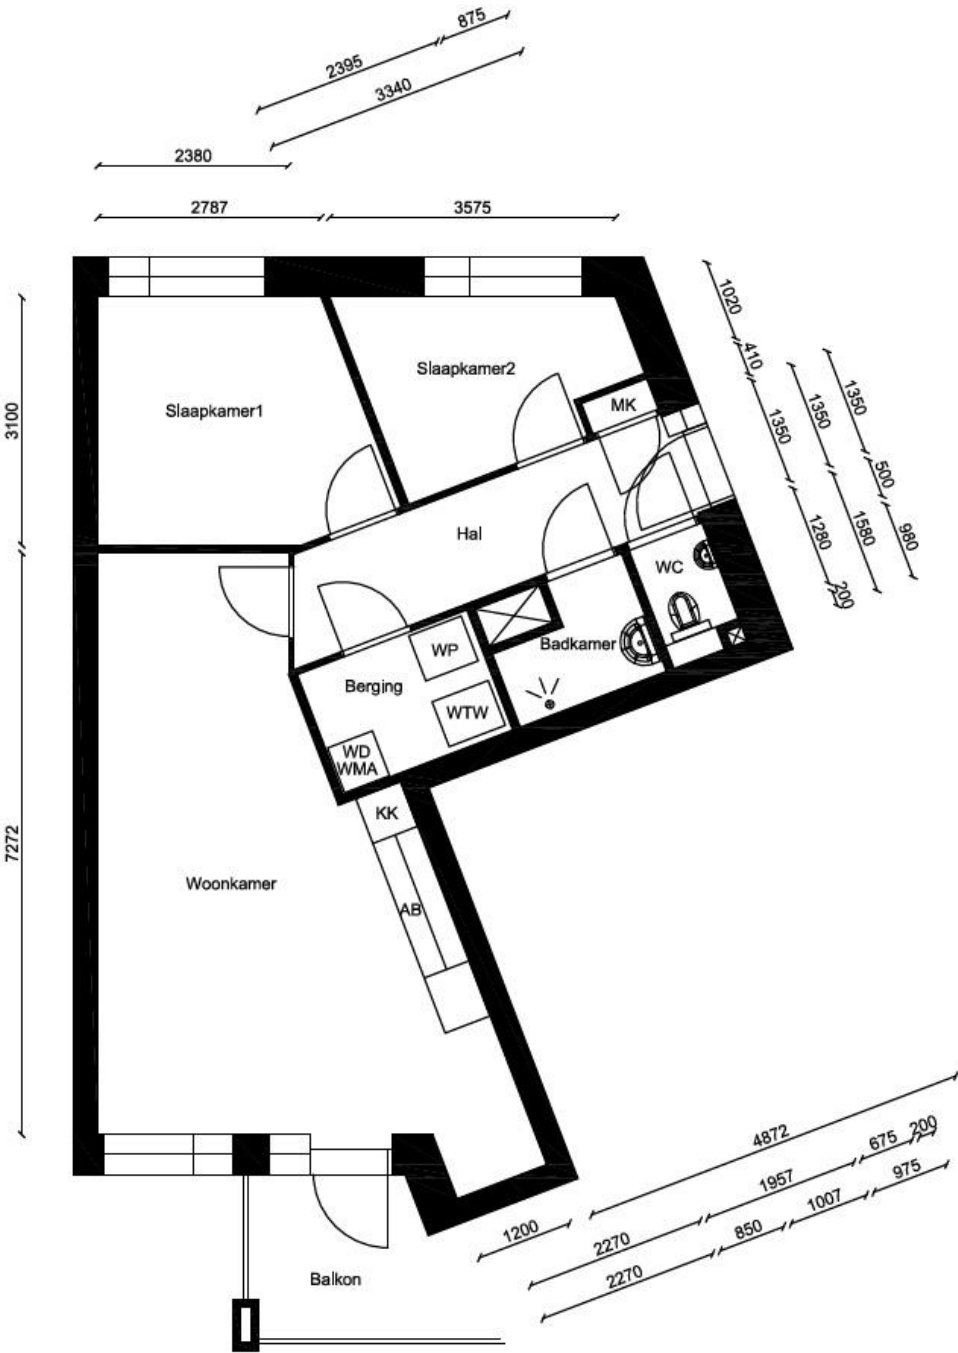 875
2395
3340
2380
2787
3575
1020
410
1350
1350
1350
Slaapkamer2
Slaapkamer1
MK
3100
500
Hal
1280
1580
980
WC
200
Badkamer
WP
Berging
WTW
WD
WMA
KK
7272
Woonkamer
AB
4872
675
200
1957
975
1007
850
1200
2270
2270
Balkon